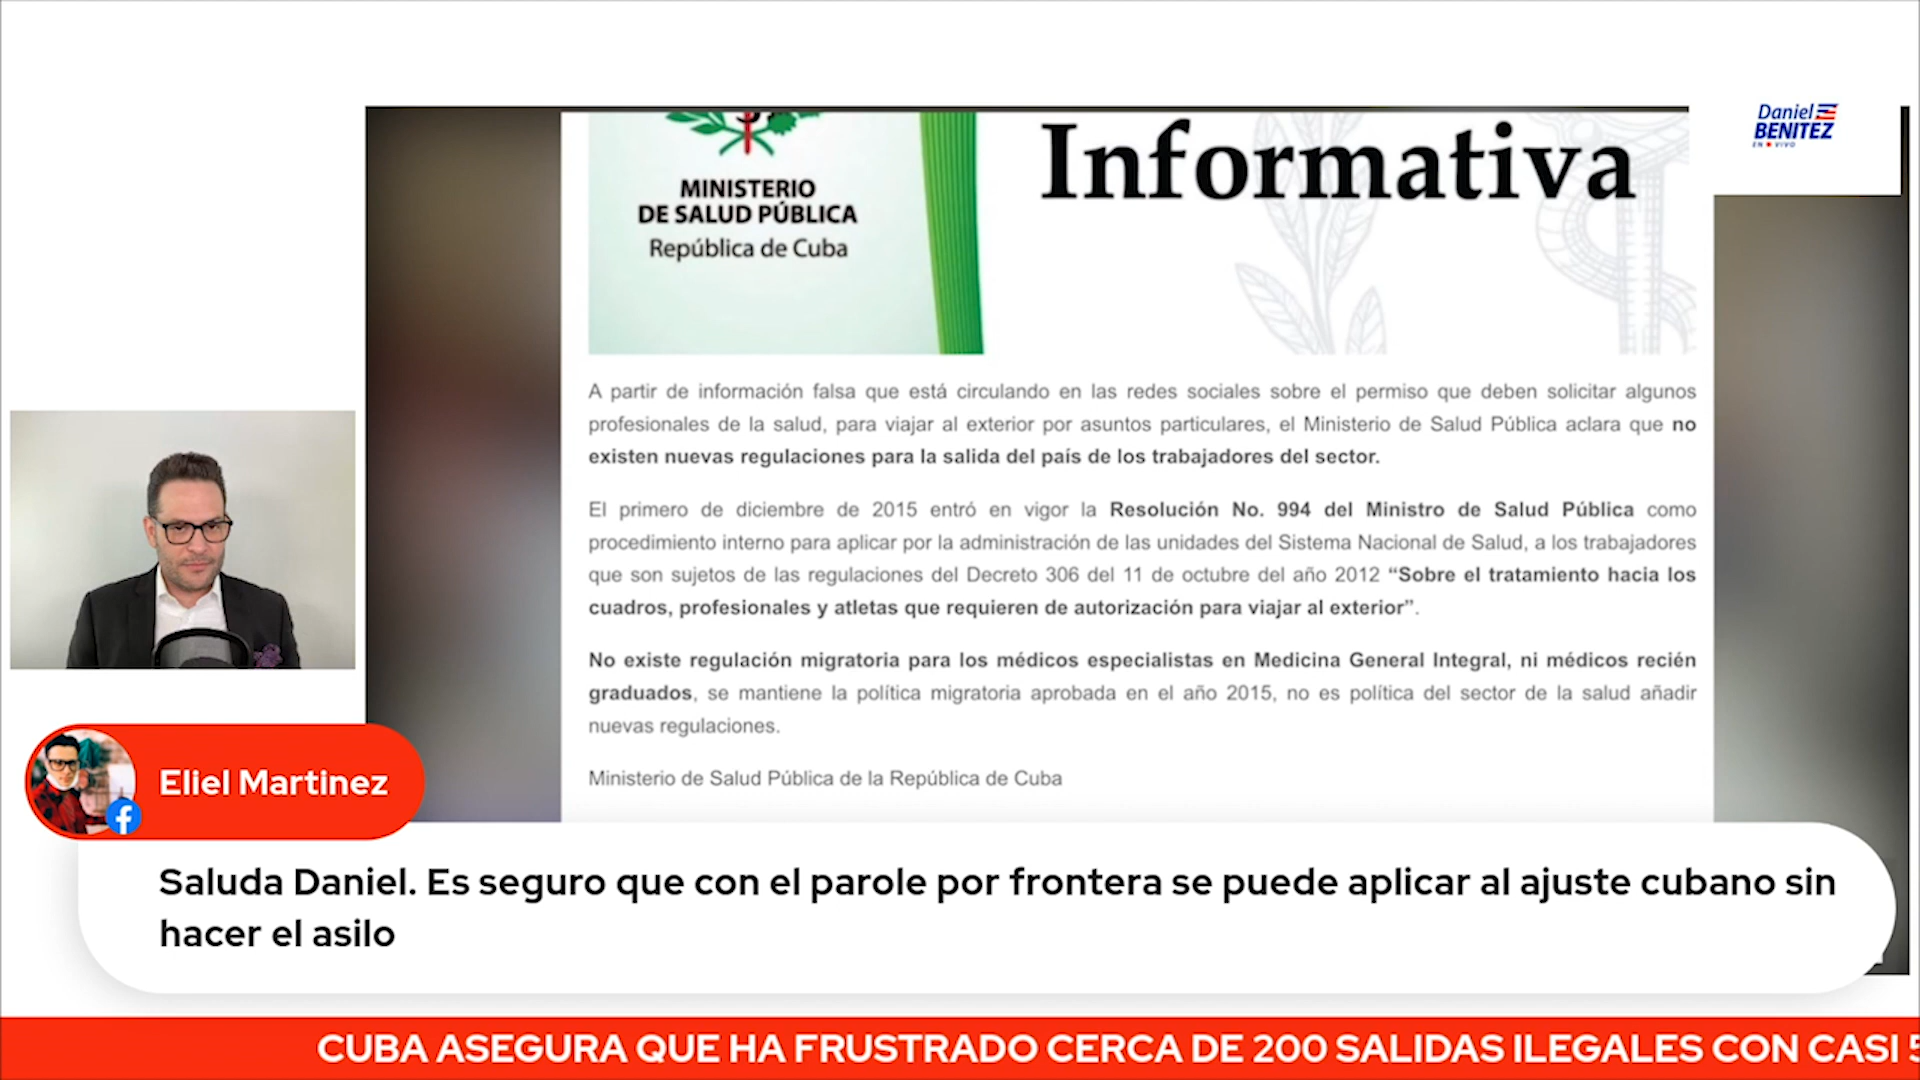 Daniel
BENITEZ
EN VIVO
Informativa
MINISTERIO
DE SALUD PÚBLICA
República de Cuba
A partir de información falsa que está circulando en las redes sociales sobre el permiso que deben solicitar algunos
profesionales de la salud, para viajar al exterior por asuntos particulares, el Ministerio de Salud Pública aclara que no
existen nuevas regulaciones para la salida del país de los trabajadores del sector.
El primero de diciembre de 2015 entró en vigor la Resolución No. 994 del Ministro de Salud Pública como
procedimiento interno para aplicar por la administración de las unidades del Sistema Nacional de Salud, a los trabajadores
que son sujetos de las regulaciones del Decreto 306 del 11 de octubre del año 2012 “Sobre el tratamiento hacia los
cuadros, profesionales y atletas que requieren de autorización para viajar al exterior”.
No existe regulación migratoria para los médicos especialistas en Medicina General Integral, ni médicos recién
graduados, se mantiene la política migratoria aprobada en el año 2015, no es política del sector de la salud añadir
nuevas regulaciones.
Ministerio de Salud Pública de la República de Cuba
Eliel Martinez
Saluda Daniel. Es seguro que con el parole por frontera se puede aplicar al ajuste cubano sin
hacer el asilo
CUBA ASEGURA QUE HA FRUSTRADO CERCA DE 200 SALIDAS ILEGALES CON CASI